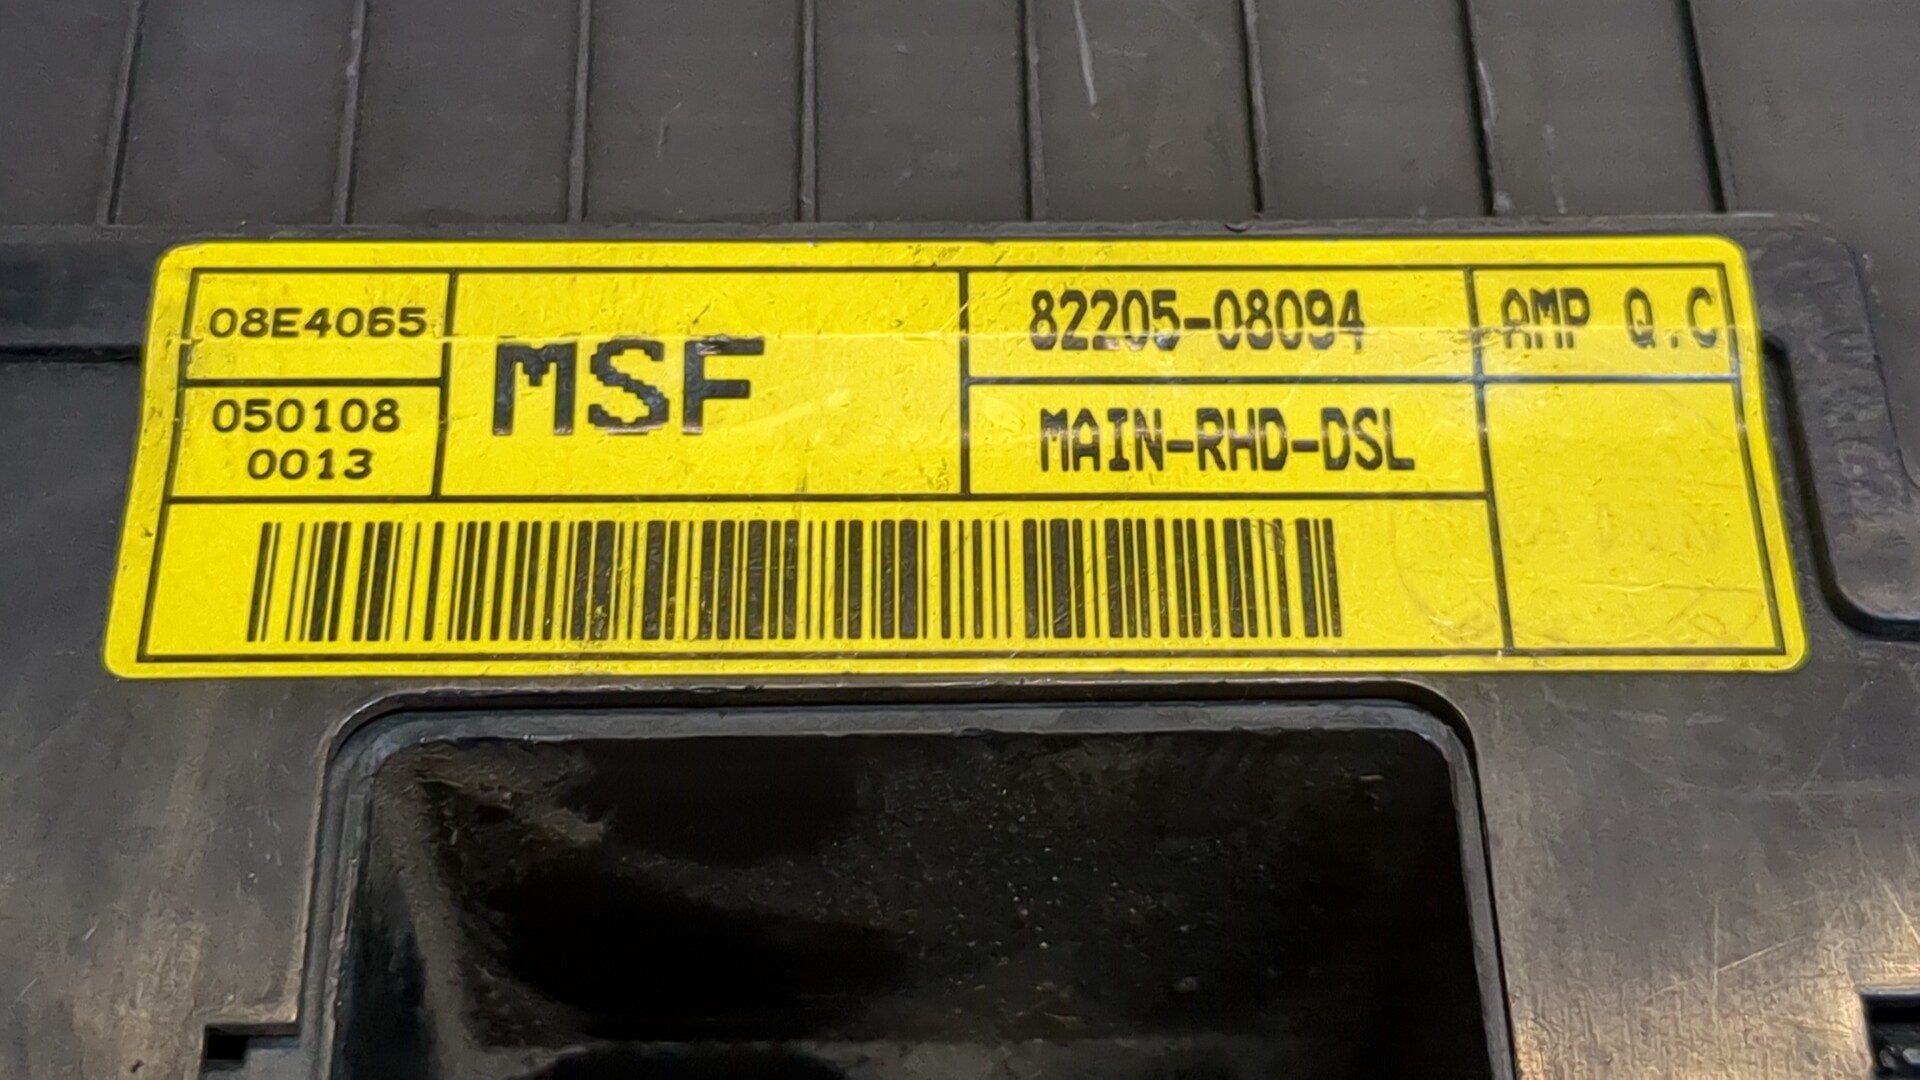 08E4065
050108
0013
MSF
82205-08094
MAIN-RHD-DSL
AMP Q.C